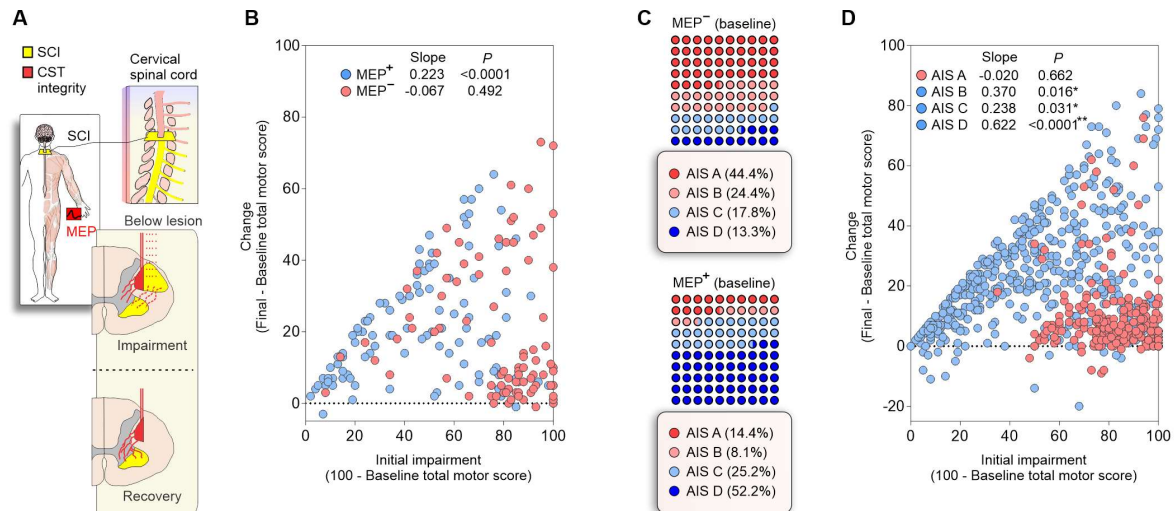 A
SCI
CST
integrity
Cervical
spinal cord
SCI
MEP
Below lesion
Impairment
Recovery
B
Slope P
MEP+ 0.223 <0.0001
MEP− -0.067 0.492
100
80
60
40
20
0
0 20 40 60 80 100
Change
(Final - Baseline total motor score)
Initial impairment
(100 - Baseline total motor score)
C
MEP− (baseline)
AIS A (44.4%)
AIS B (24.4%)
AIS C (17.8%)
AIS D (13.3%)
MEP+ (baseline)
AIS A (14.4%)
AIS B (8.1%)
AIS C (25.2%)
AIS D (52.2%)
D
Slope P
AIS A -0.020 0.662
AIS B 0.370 0.016*
AIS C 0.238 0.031*
AIS D 0.622 <0.0001**
100
80
60
40
20
0
-20
0 20 40 60 80 100
Change
(Final - Baseline total motor score)
Initial impairment
(100 - Baseline total motor score)